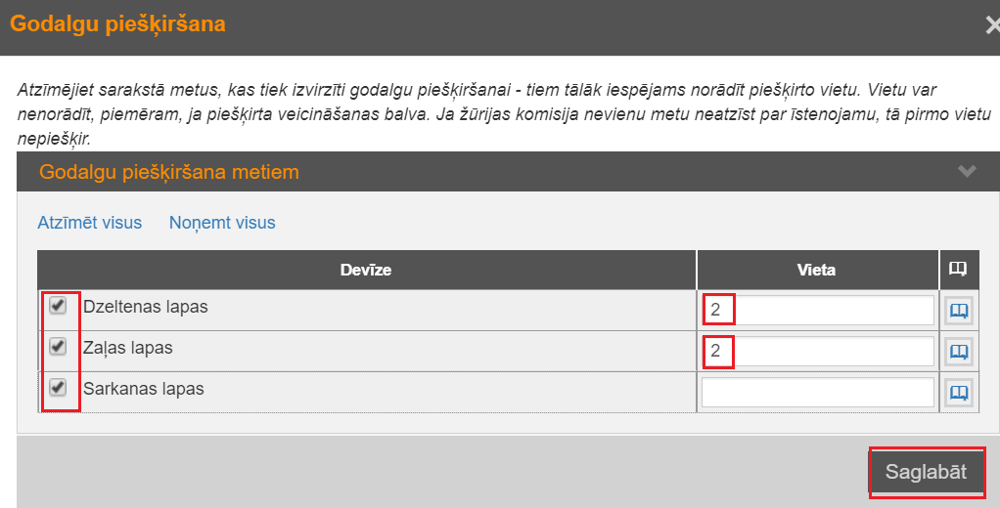 Godalgu piešķiršana
Atzīmējiet sarakstā metus, kas tiek izvirzīti godalgu piešķiršanai - tiem tālāk iespējams norādīt piešķirto vietu. Vietu var
nenorādīt, piemēram, ja piešķirta veicināšanas balva. Ja žūrijas komisija nevienu metu neatzīst par īstenojamu, tā pirmo vietu
nepiešķir.
Godalgu piešķiršana metiem
Atzīmēt visus Noņemt visus
Devīze Vieta
Dzeltenas lapas 2
Zaļas lapas 2
Sarkanas lapas
Saglabāt